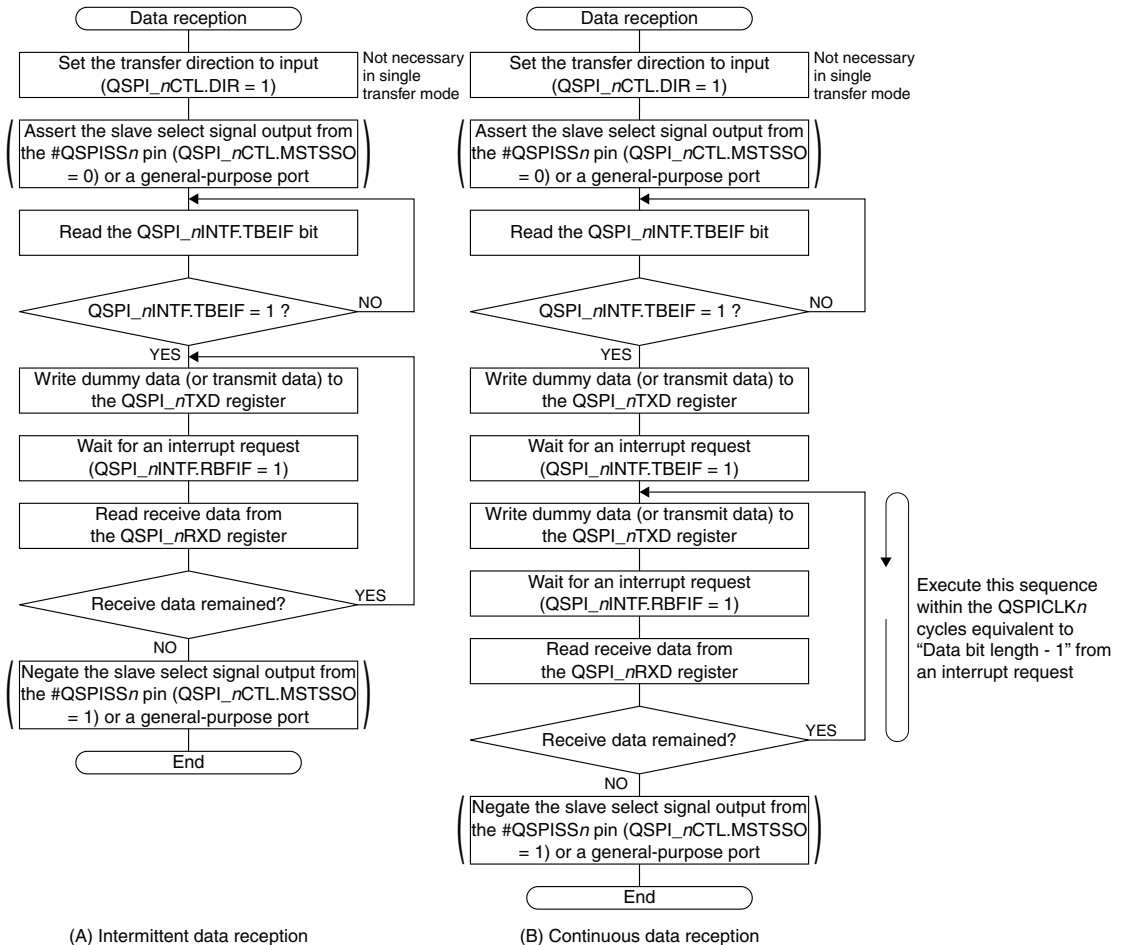 Data reception
Set the transfer direction to input
(QSPI_nCTL.DIR = 1)
Not necessary
in single
transfer mode
Assert the slave select signal output from
the #QSPISSn pin (QSPI_nCTL.MSTSSO
= 0) or a general-purpose port
Read the QSPI_nINTF.TBEIF bit
QSPI_nINTF.TBEIF = 1 ?
NO
YES
Write dummy data (or transmit data) to
the QSPI_nTXD register
Wait for an interrupt request
(QSPI_nINTF.RBFIF = 1)
Read receive data from
the QSPI_nRXD register
Receive data remained?
YES
NO
Negate the slave select signal output from
the #QSPISSn pin (QSPI_nCTL.MSTSSO
= 1) or a general-purpose port
End
(A) Intermittent data reception
Data reception
Set the transfer direction to input
(QSPI_nCTL.DIR = 1)
Not necessary
in single
transfer mode
Assert the slave select signal output from
the #QSPISSn pin (QSPI_nCTL.MSTSSO
= 0) or a general-purpose port
Read the QSPI_nINTF.TBEIF bit
QSPI_nINTF.TBEIF = 1 ?
NO
YES
Write dummy data (or transmit data) to
the QSPI_nTXD register
Wait for an interrupt request
(QSPI_nINTF.TBEIF = 1)
Write dummy data (or transmit data) to
the QSPI_nTXD register
Wait for an interrupt request
(QSPI_nINTF.RBFIF = 1)
Read receive data from
the QSPI_nRXD register
Receive data remained?
YES
NO
Execute this sequence
within the QSPICLKn
cycles equivalent to
“Data bit length - 1” from
an interrupt request
Negate the slave select signal output from
the #QSPISSn pin (QSPI_nCTL.MSTSSO
= 1) or a general-purpose port
End
(B) Continuous data reception